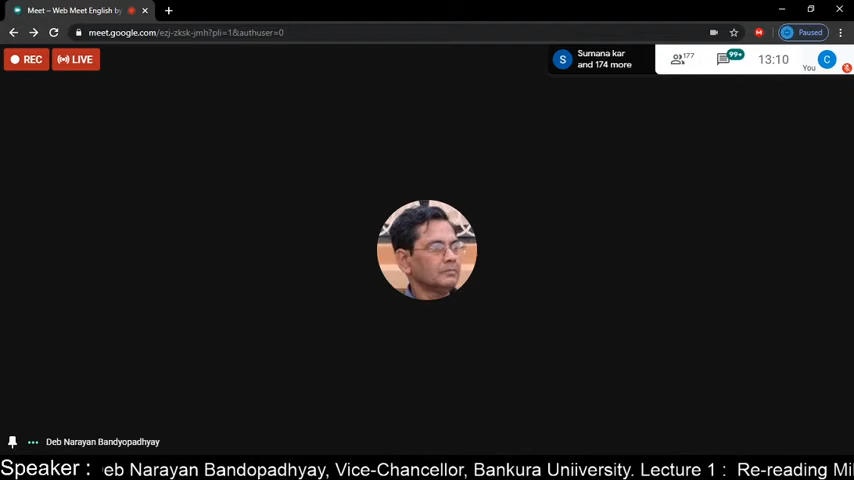 Meet – Web Meet English by
meet.google.com/ezj-zksk-jmh?pli=1&authuser=0
Paused
REC
LIVE
S
Sumana kar
and 174 more
177
99+
13:10
You
C
Deb Narayan Bandyopadhyay
Speaker : eb Narayan Bandopadhyay, Vice-Chancellor, Bankura Uniiversity. Lecture 1 : Re-reading Mil